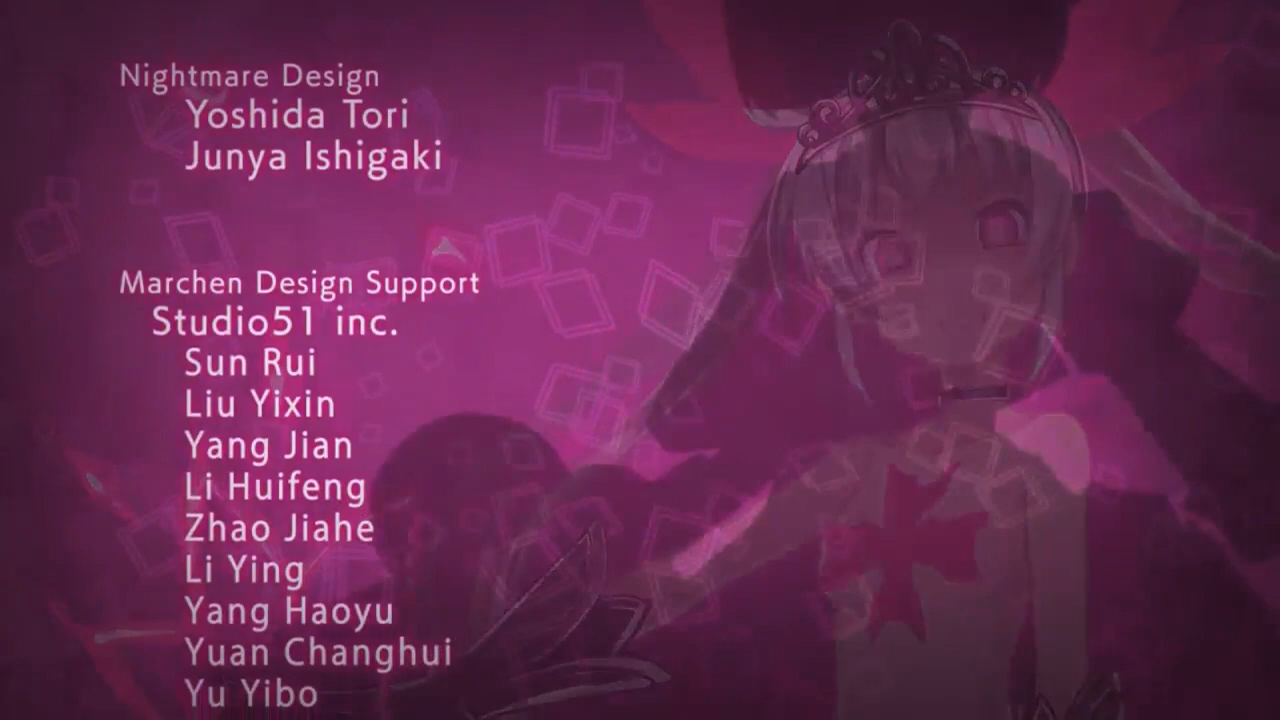 Nightmare Design
Yoshida Tori
Junya Ishigaki
Marchen Design Support
Studio51 inc.
Sun Rui
Liu Yixin
Yang Jian
Li Huifeng
Zhao Jiahe
Li Ying
Yang Haoyu
Yuan Changhui
Yu Yibo